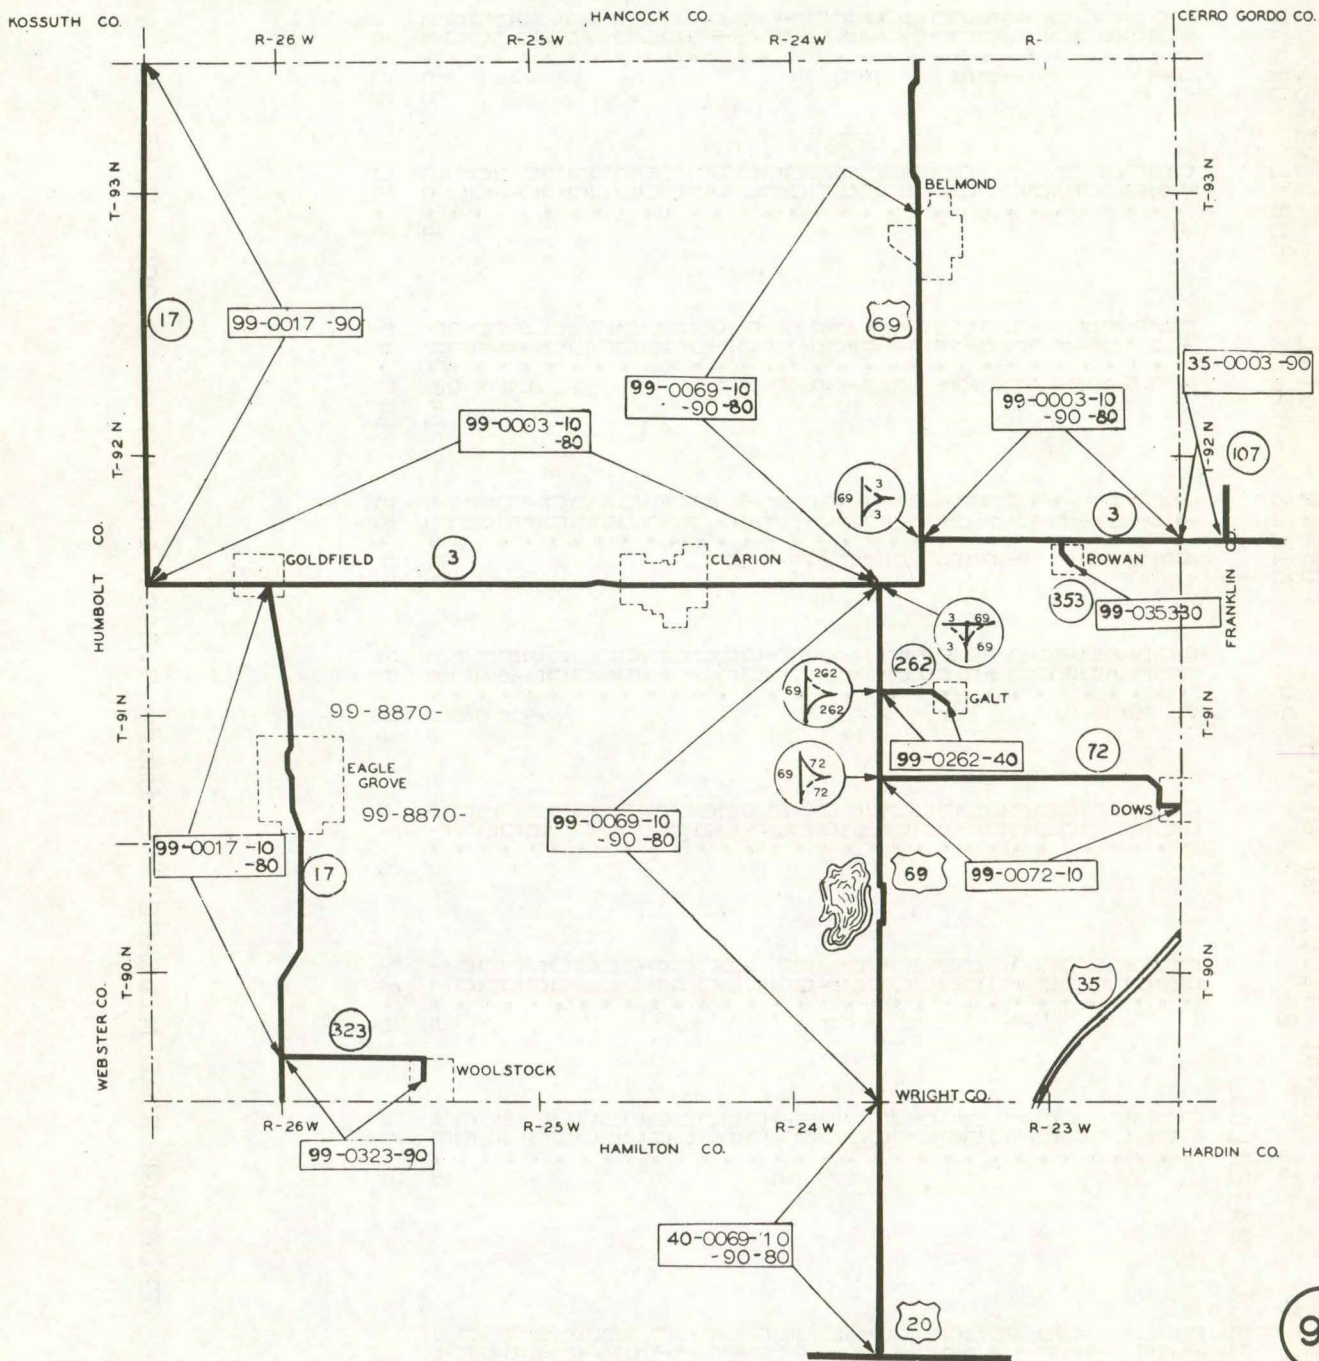 KOSSUTH CO.
HANCOCK CO.
CERRO GORDO CO.
R-26 W
R-25W
R-24W
R-
T-93 N
BELMOND
T-93 N
17
99-0017 -90
69
35-0003 -90
99-0069-10
-90-80
99-0003-10
-90-80
99-0003-10
-80
T-92 N
T-92 N
107
69 3
3
3
HUMBOLT CO.
GOLDFIELD
3
CLARION
ROWAN
353
99-035330
FRANKLIN CO.
3 69
3 69
262
69 262
262
GALT
T-91 N
99-8870-
T-91 N
99-0262-40
72
EAGLE
GROVE
69 72
72
DOWS
99-8870-
99-0069-10
-90-80
99-0017 -10
-80
17
69
99-0072-10
T-90 N
T-90 N
35
WEBSTER CO.
323
WOOLSTOCK
WRIGHT CO.
R-26W
R-25W
R-24 W
R-23 W
99-0323-90
HAMILTON CO.
HARDIN CO.
40-0069-10
-90-80
20
9